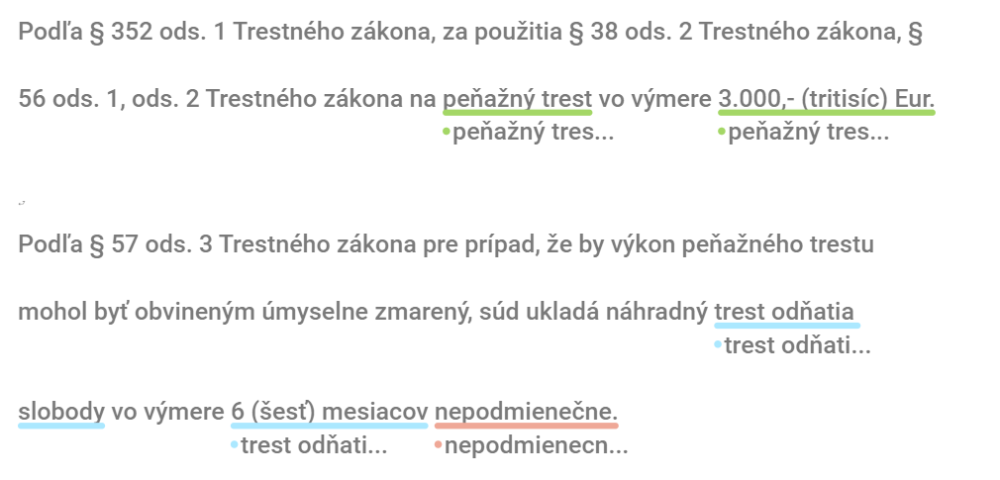 Podľa § 352 ods. 1 Trestného zákona, za použitia § 38 ods. 2 Trestného zákona, §
56 ods. 1, ods. 2 Trestného zákona na peňažný trest vo výmere 3.000,- (tritisíc) Eur.
peňažný tres... peňažný tres...
Podľa § 57 ods. 3 Trestného zákona pre prípad, že by výkon peňažného trestu
mohol byť obvineným úmyselne zmarený, súd ukladá náhradný trest odňatia
trest odňati...
slobody vo výmere 6 (šesť) mesiacov nepodmienečne.
trest odňati... nepodmienecn...